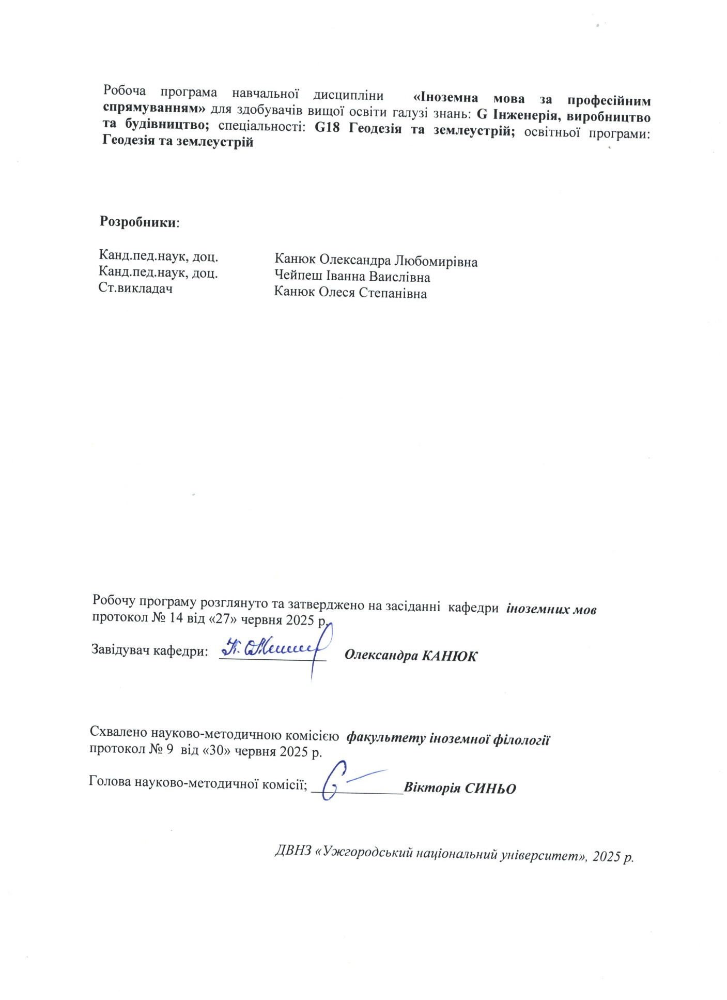 Робоча програма навчальної дисципліни «Іноземна мова за професійним
спрямуванням» для здобувачів вищої освіти галузі знань: G Інженерія, виробництво
та будівництво; спеціальності: G18 Геодезія та землеустрій; освітньої програми:
Геодезія та землеустрій
Розробники:
Канд.пед.наук, доц. Канюк Олександра Любомирівна
Канд.пед.наук, доц. Чейпеш Іванна Ваислівна
Ст.викладач Канюк Олеся Степанівна
Робочу програму розглянуто та затверджено на засіданні кафедри іноземних мов
протокол № 14 від «27» червня 2025 р.
Завідувач кафедри: Олександра КАНЮК
Схвалено науково-методичною комісією факультету іноземної філології
протокол № 9 від «30» червня 2025 р.
Голова науково-методичної комісії; Вікторія СИНЬО
ДВНЗ «Ужгородський національний університет», 2025 р.